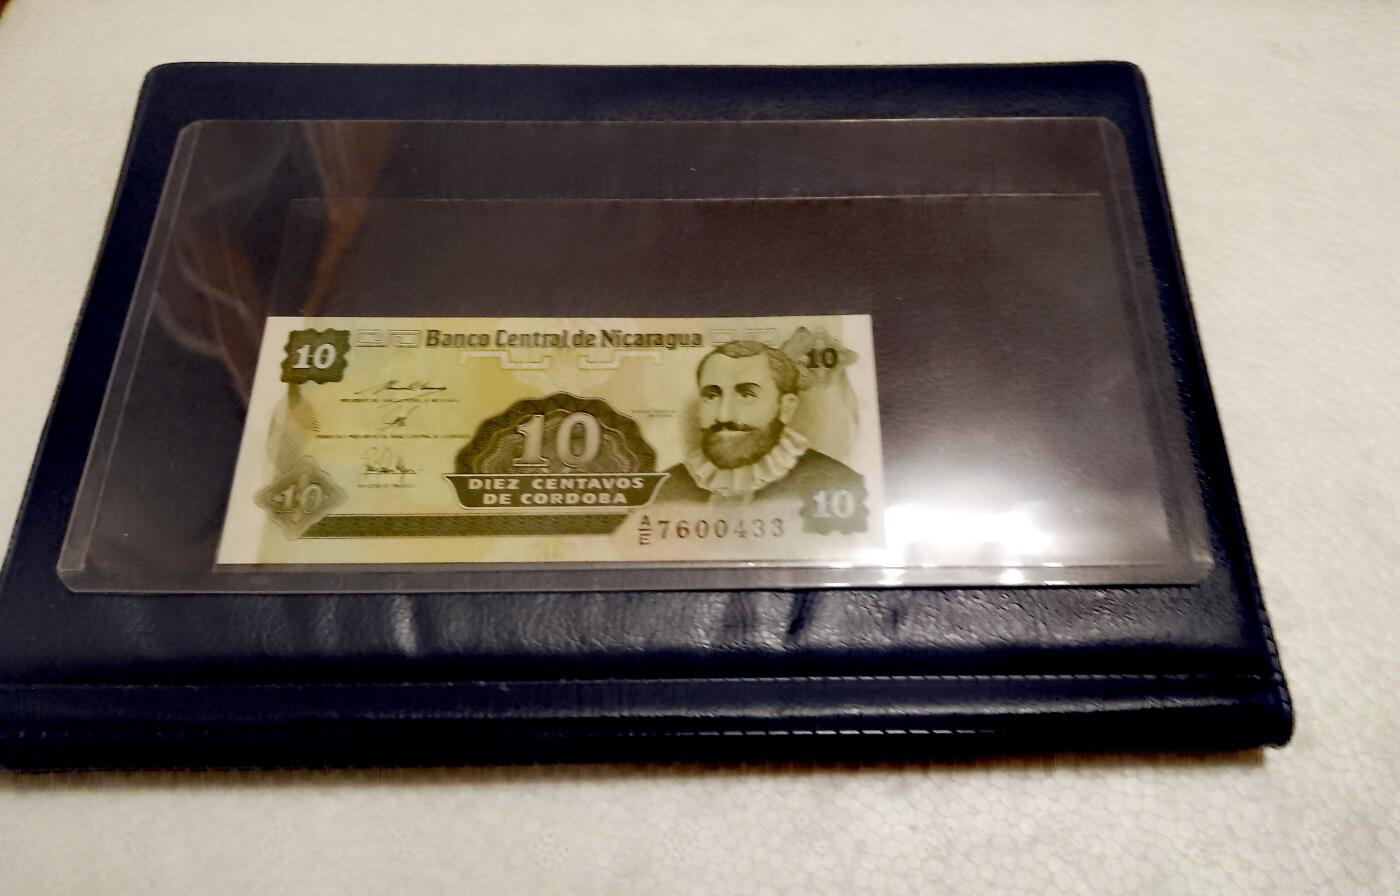 10
Banco Central de Nicaragua
10
10
DIEZ CENTAVOS
DE CORDOBA
10
10
A/E 7600433